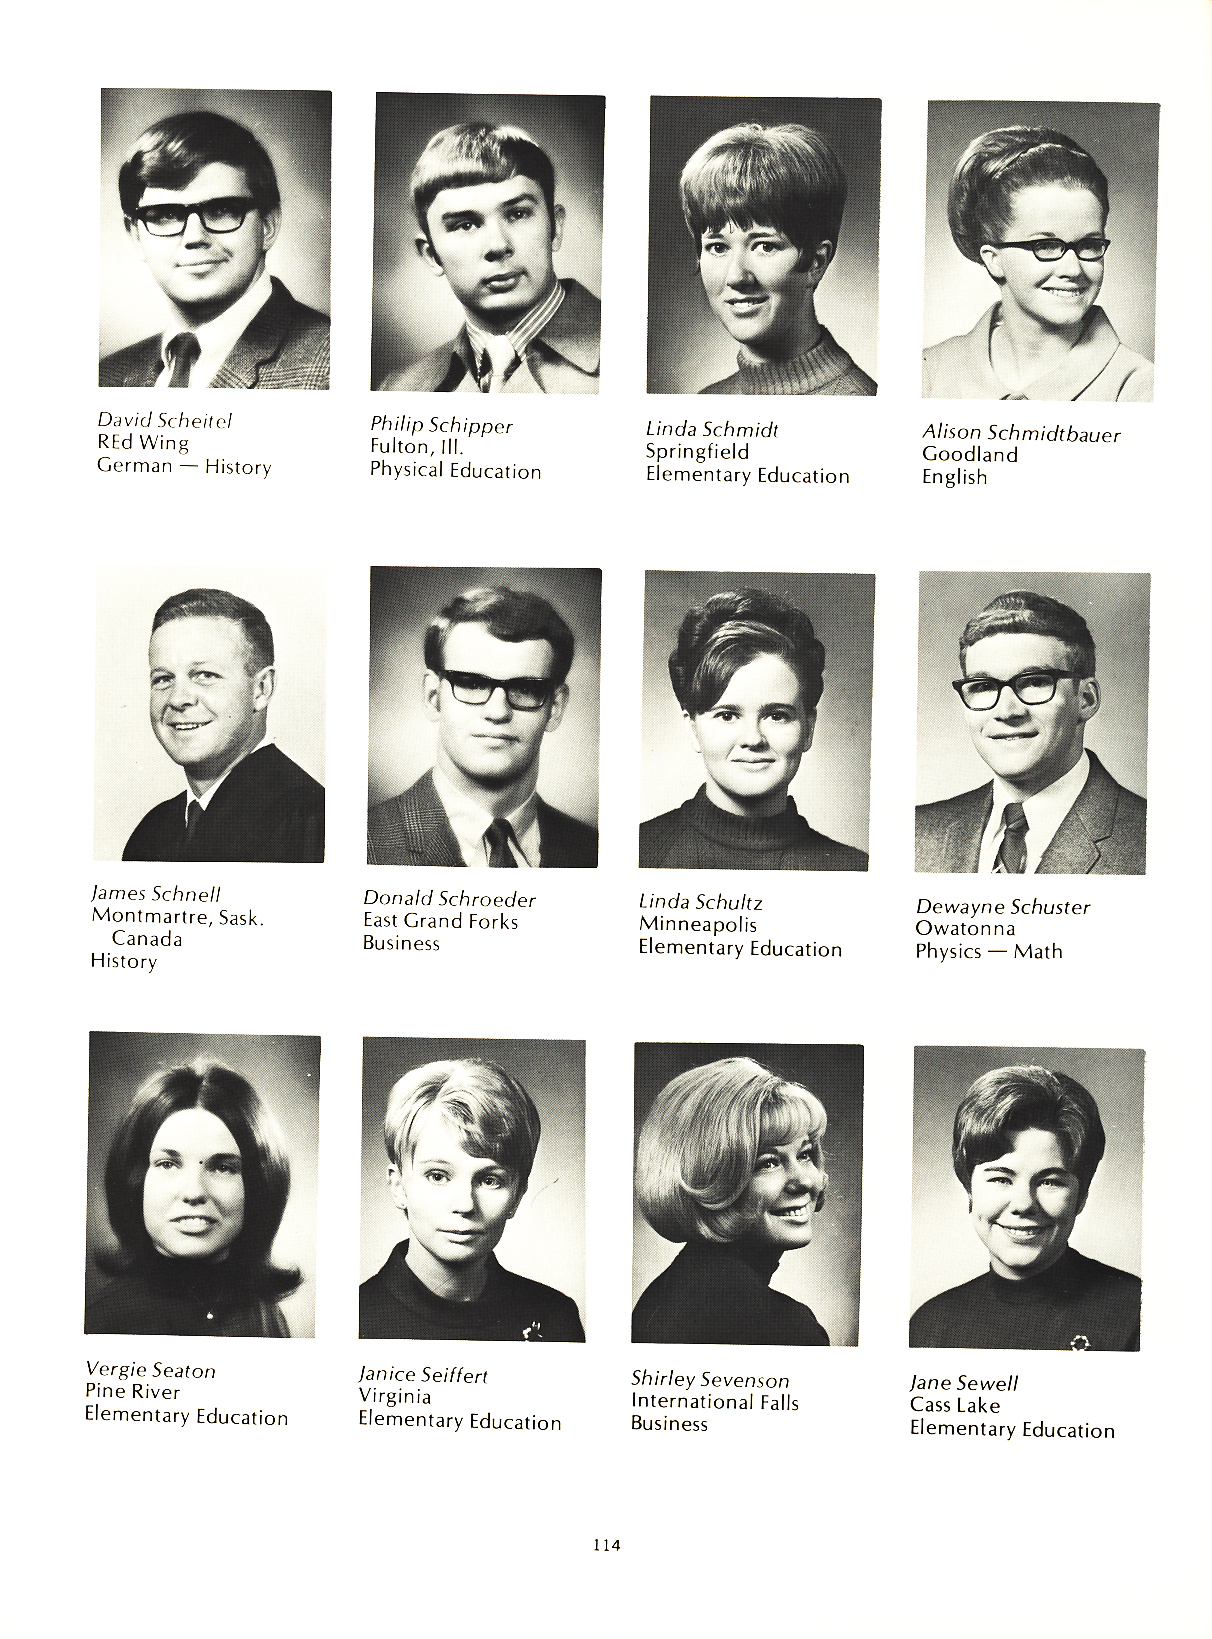 David Scheitel
REd Wing
German — History
Philip Schipper
Fulton, Ill.
Physical Education
Linda Schmidt
Springfield
Elementary Education
Alison Schmidtbauer
Goodland
English
James Schnell
Montmartre, Sask.
Canada
History
Donald Schroeder
East Grand Forks
Business
Linda Schultz
Minneapolis
Elementary Education
Dewayne Schuster
Owatonna
Physics — Math
Vergie Seaton
Pine River
Elementary Education
Janice Seiffert
Virginia
Elementary Education
Shirley Sevenson
International Falls
Business
Jane Sewell
Cass Lake
Elementary Education
114